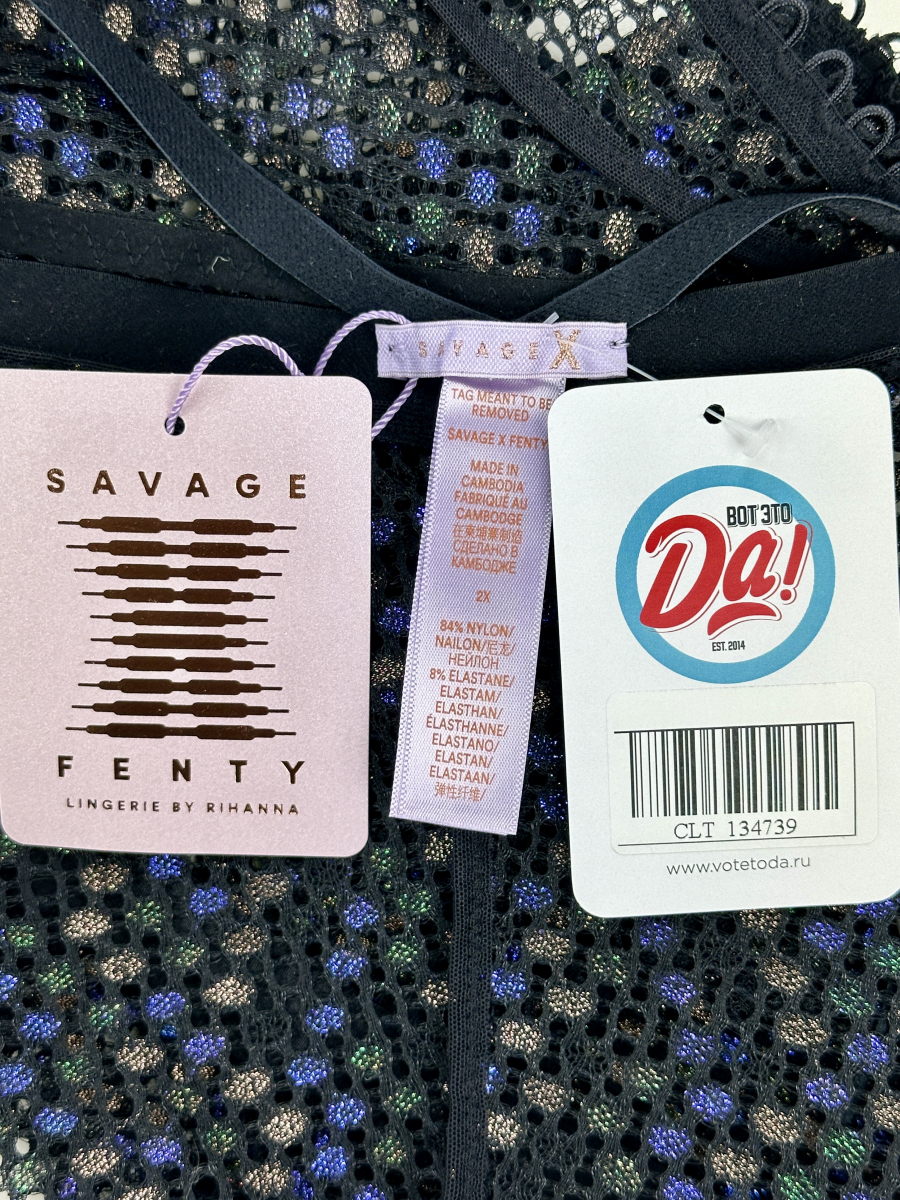 SAVAGE X
SAVAGE
FENTY
LINGERIE BY RIHANNA
TAG MEANT TO BE
REMOVED
SAVAGE X FENTY
MADE IN
CAMBODIA
FABRIQUÉ AU
CAMBODGE
在柬埔寨制造
СДЕЛАНО В
КАМБОДЖЕ
2X
84% NYLON/
NAILON/尼龙/
НЕЙЛОН
8% ELASTANE/
ELASTAM/
ELASTHAN/
ÉLASTHANNE/
ELASTANO/
ELASTAN/
ELASTAAN/
弹性纤维/
ВОТ ЭТО
Da!
EST. 2014
CLT 134739
www.votetoda.ru